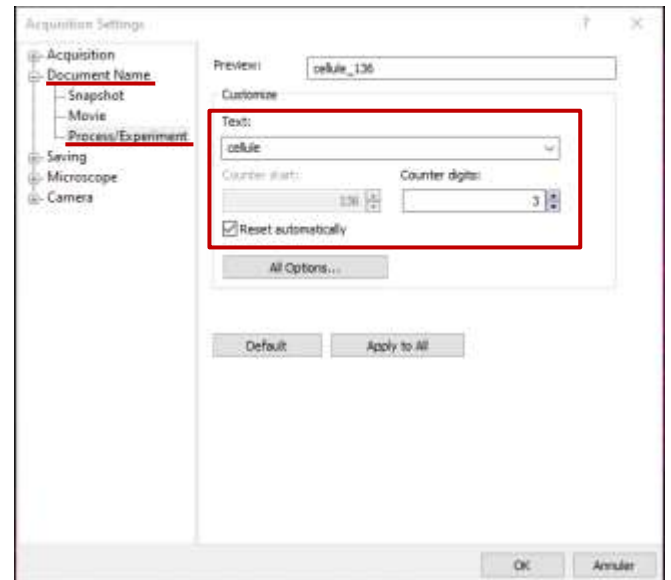 Acquisition Settings
Acquisition
Document Name
Snapshot
Movie
Process/Experiment
Saving
Microscope
Camera
Preview:
cellule_136
Customize
Text:
cellule
Counter start:
Counter digits:
136
3
Reset automatically
All Options...
Default
Apply to All
OK
Annuler